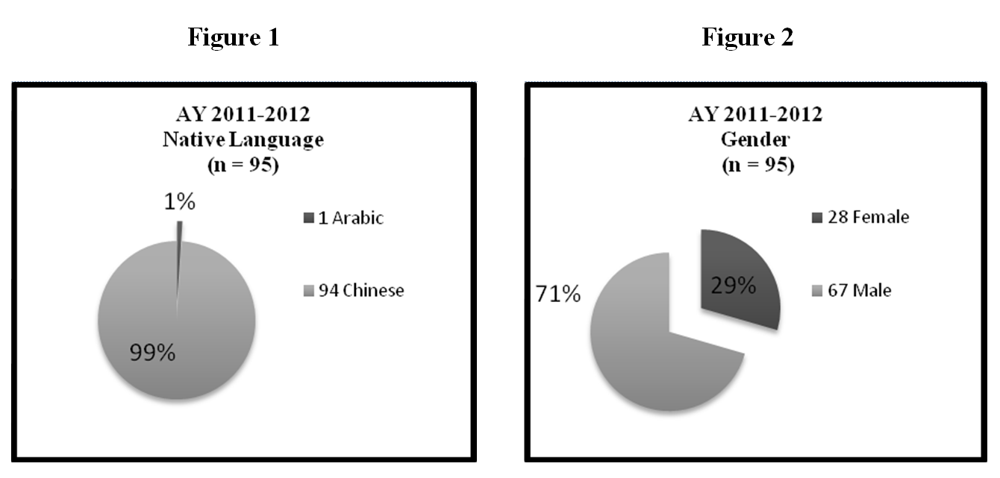 Figure 1
AY 2011-2012
Native Language
(n = 95)
1%
1 Arabic
94 Chinese
99%
Figure 2
AY 2011-2012
Gender
(n = 95)
28 Female
29%
71%
67 Male